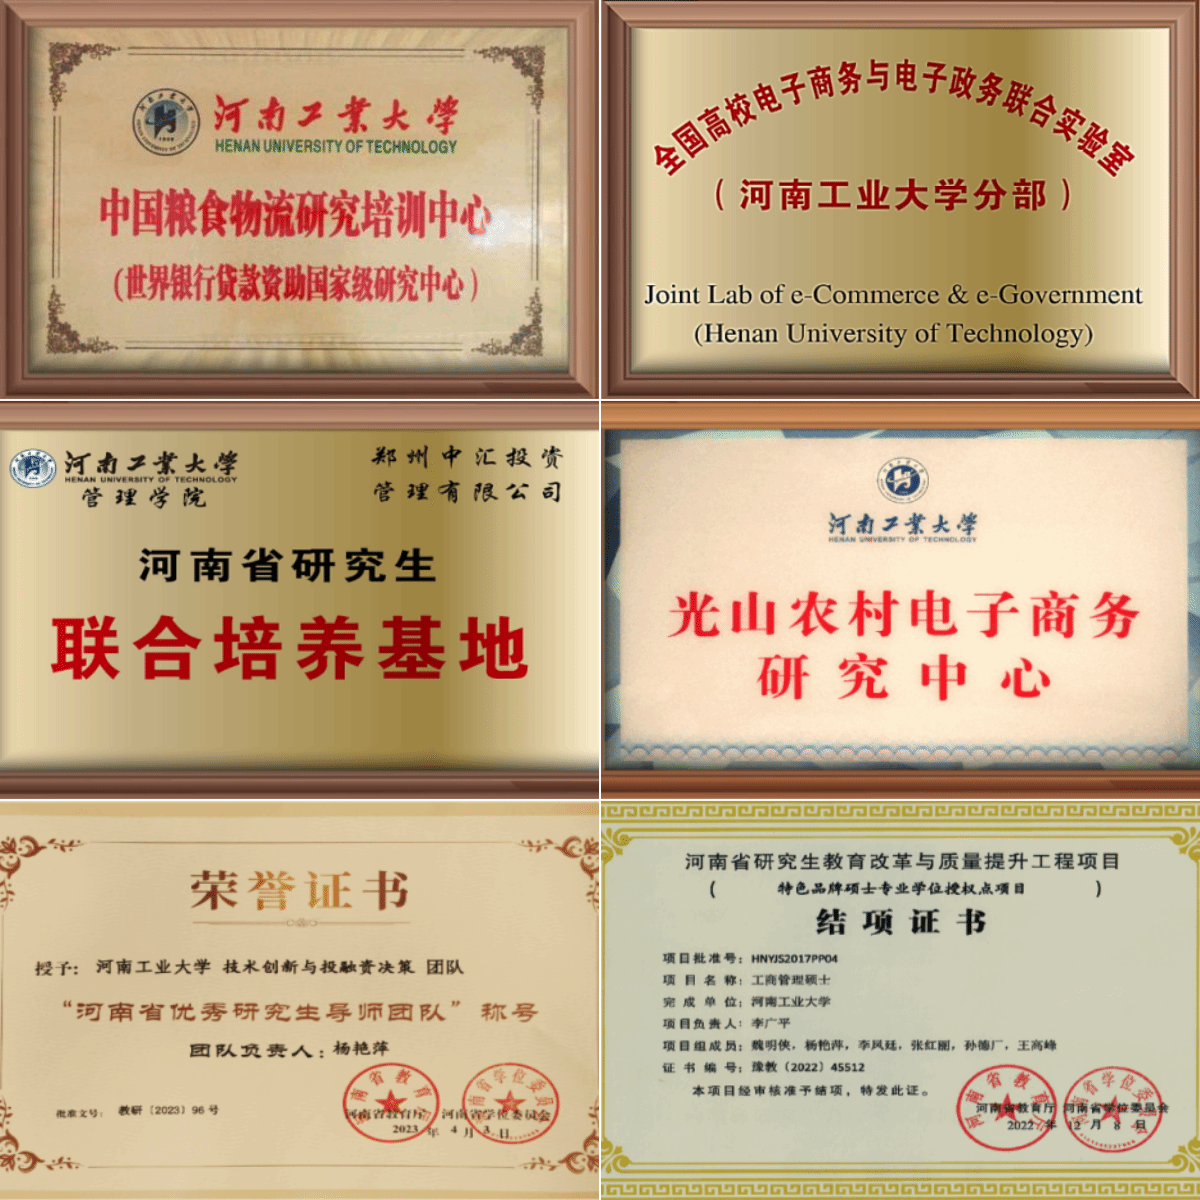 河南工業大學
HENAN UNIVERSITY OF TECHNOLOGY
中国粮食物流研究培训中心
(世界银行贷款资助国家级研究中心)
全国高校电子商务与电子政务联合实验室
(河南工业大学分部)
Joint Lab of e-Commerce & e-Government
(Henan University of Technology)
河南工業大學
HENAN UNIVERSITY OF TECHNOLOGY
管理学院
郑州中汇投资
管理有限公司
河南省研究生
联合培养基地
河南工業大學
HENAN UNIVERSITY OF TECHNOLOGY
光山农村电子商务
研究中心
荣誉证书
授予：河南工业大学 技术创新与投融资决策 团队
“河南省优秀研究生导师团队”称号
团队负责人：杨艳萍
批准文号：教研〔2023〕96号
河南省教育厅 河南省学位委员会
2023 年 4 月 3 日
河南省研究生教育改革与质量提升工程项目
( 特色品牌硕士专业学位授权点项目 )
结项证书
项目批准号：HNYJS2017PP04
项目名称：工商管理硕士
完成单位：河南工业大学
项目负责人：李广平
项目组成员：魏明侠，杨艳萍，李凤廷，张红丽，孙德厂，王高峰
证书编号：豫教〔2022〕45512
本项目经审核准予结项，特发此证。
河南省教育厅 河南省学位委员会
2022 年 12 月 8 日